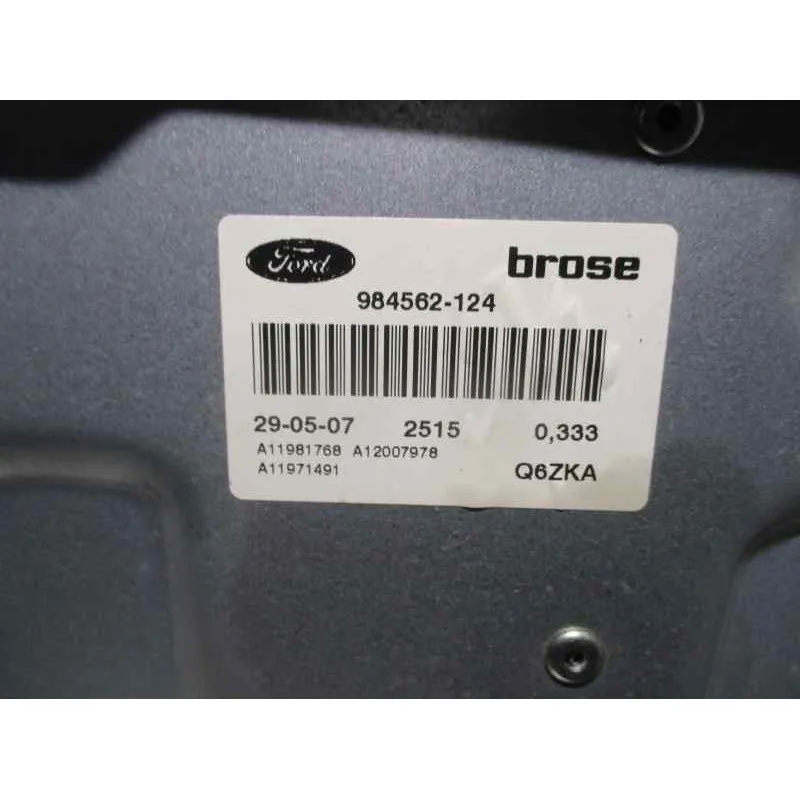 Ford brose
984562-124
29-05-07 2515 0,333
A11981768 A12007978
A11971491 Q6ZKA